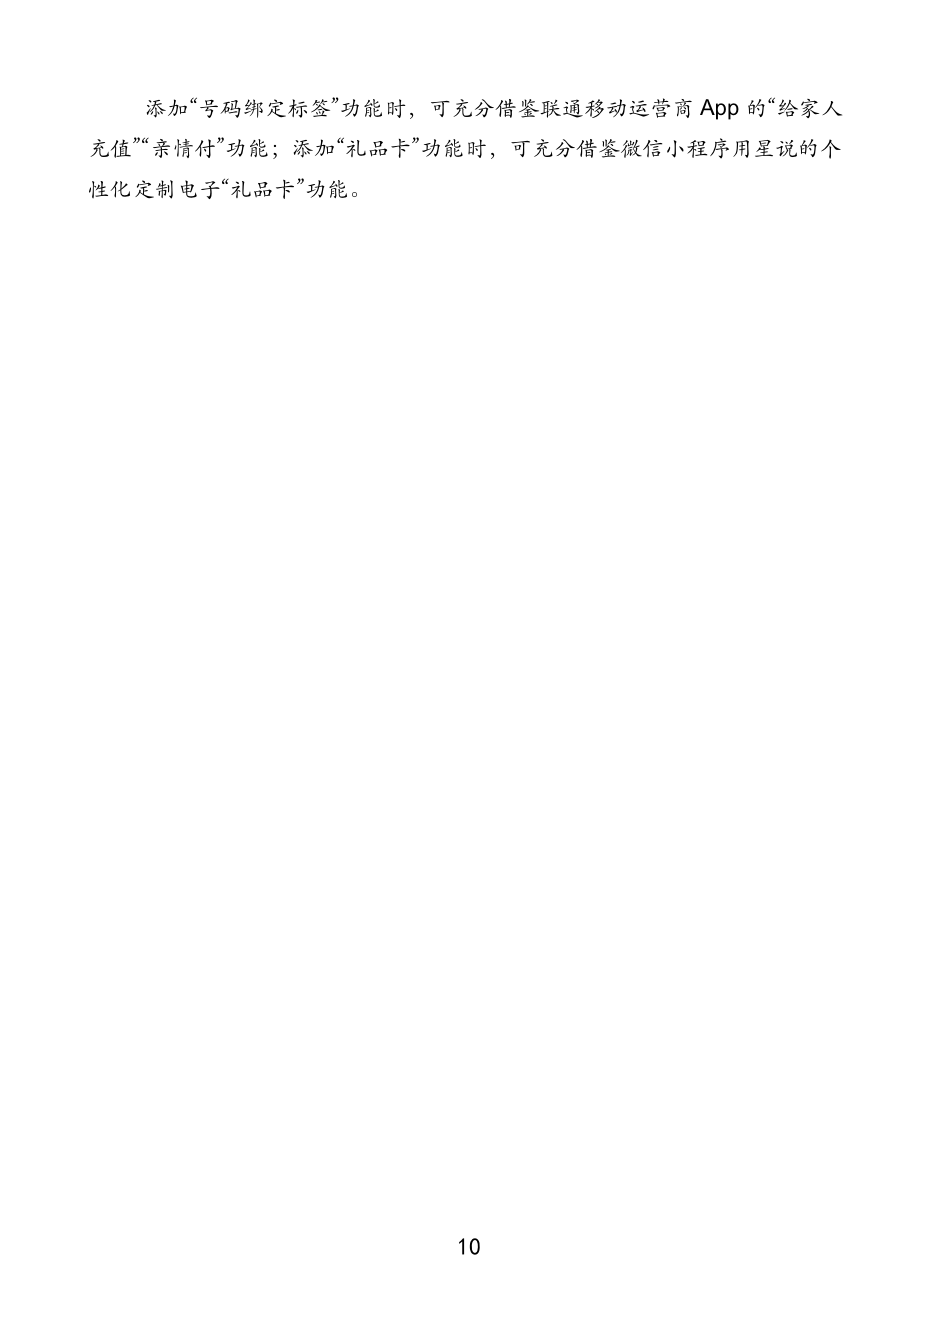 添加“号码绑定标签”功能时，可充分借鉴联通移动运营商 App 的“给家人
充值”“亲情付”功能；添加“礼品卡”功能时，可充分借鉴微信小程序用星说的个
性化定制电子“礼品卡”功能。
10